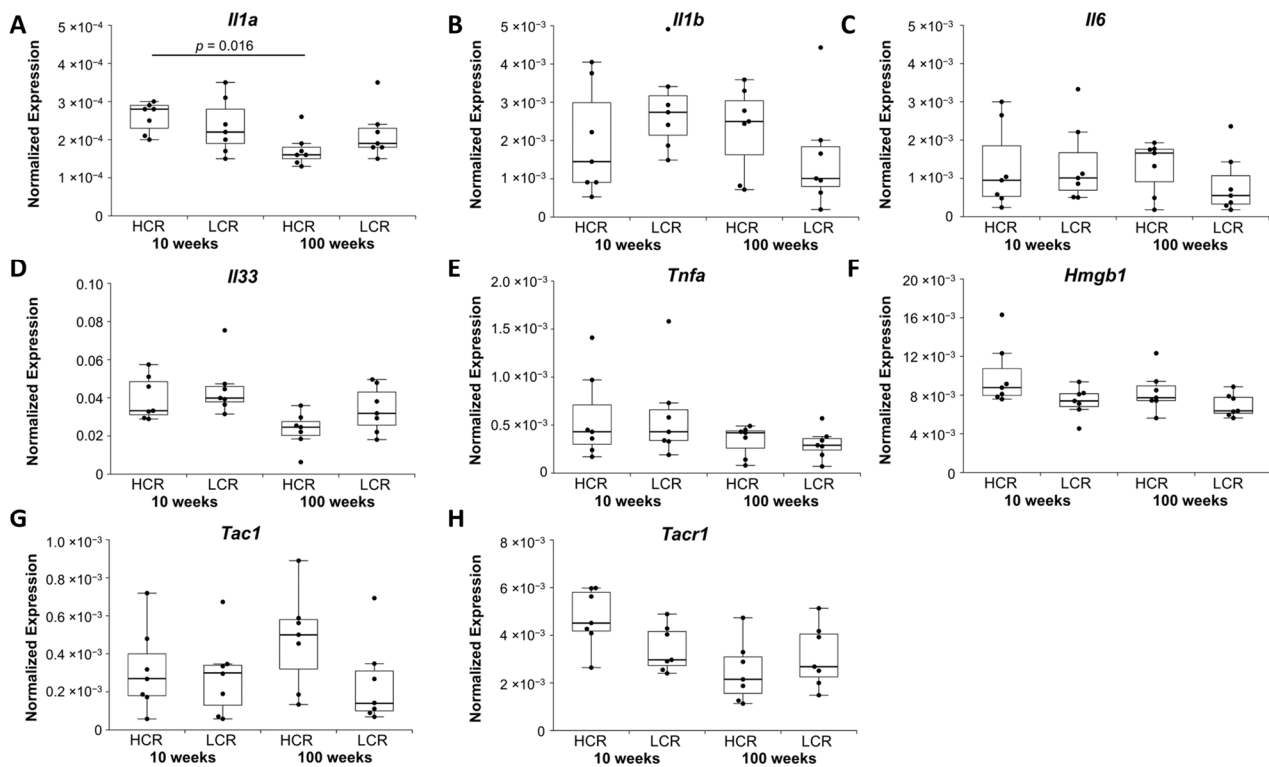 A
Il1a
Normalized Expression
5 ×10⁻⁴
4 ×10⁻⁴
3 ×10⁻⁴
2 ×10⁻⁴
1 ×10⁻⁴
0
p = 0.016
HCR LCR HCR LCR
10 weeks 100 weeks
B
Il1b
Normalized Expression
5 ×10⁻³
4 ×10⁻³
3 ×10⁻³
2 ×10⁻³
1 ×10⁻³
0
HCR LCR HCR LCR
10 weeks 100 weeks
C
Il6
Normalized Expression
5 ×10⁻³
4 ×10⁻³
3 ×10⁻³
2 ×10⁻³
1 ×10⁻³
0
HCR LCR HCR LCR
10 weeks 100 weeks
D
Il33
Normalized Expression
0.10
0.08
0.06
0.04
0.02
0
HCR LCR HCR LCR
10 weeks 100 weeks
E
Tnfa
Normalized Expression
2.0 ×10⁻³
1.5 ×10⁻³
1.0 ×10⁻³
0.5 ×10⁻³
0
HCR LCR HCR LCR
10 weeks 100 weeks
F
Hmgb1
Normalized Expression
20 ×10⁻³
16 ×10⁻³
12 ×10⁻³
8 ×10⁻³
4 ×10⁻³
0
HCR LCR HCR LCR
10 weeks 100 weeks
G
Tac1
Normalized Expression
1.0 ×10⁻³
0.8 ×10⁻³
0.6 ×10⁻³
0.4 ×10⁻³
0.2 ×10⁻³
0
HCR LCR HCR LCR
10 weeks 100 weeks
H
Tacr1
Normalized Expression
8 ×10⁻³
6 ×10⁻³
4 ×10⁻³
2 ×10⁻³
0
HCR LCR HCR LCR
10 weeks 100 weeks